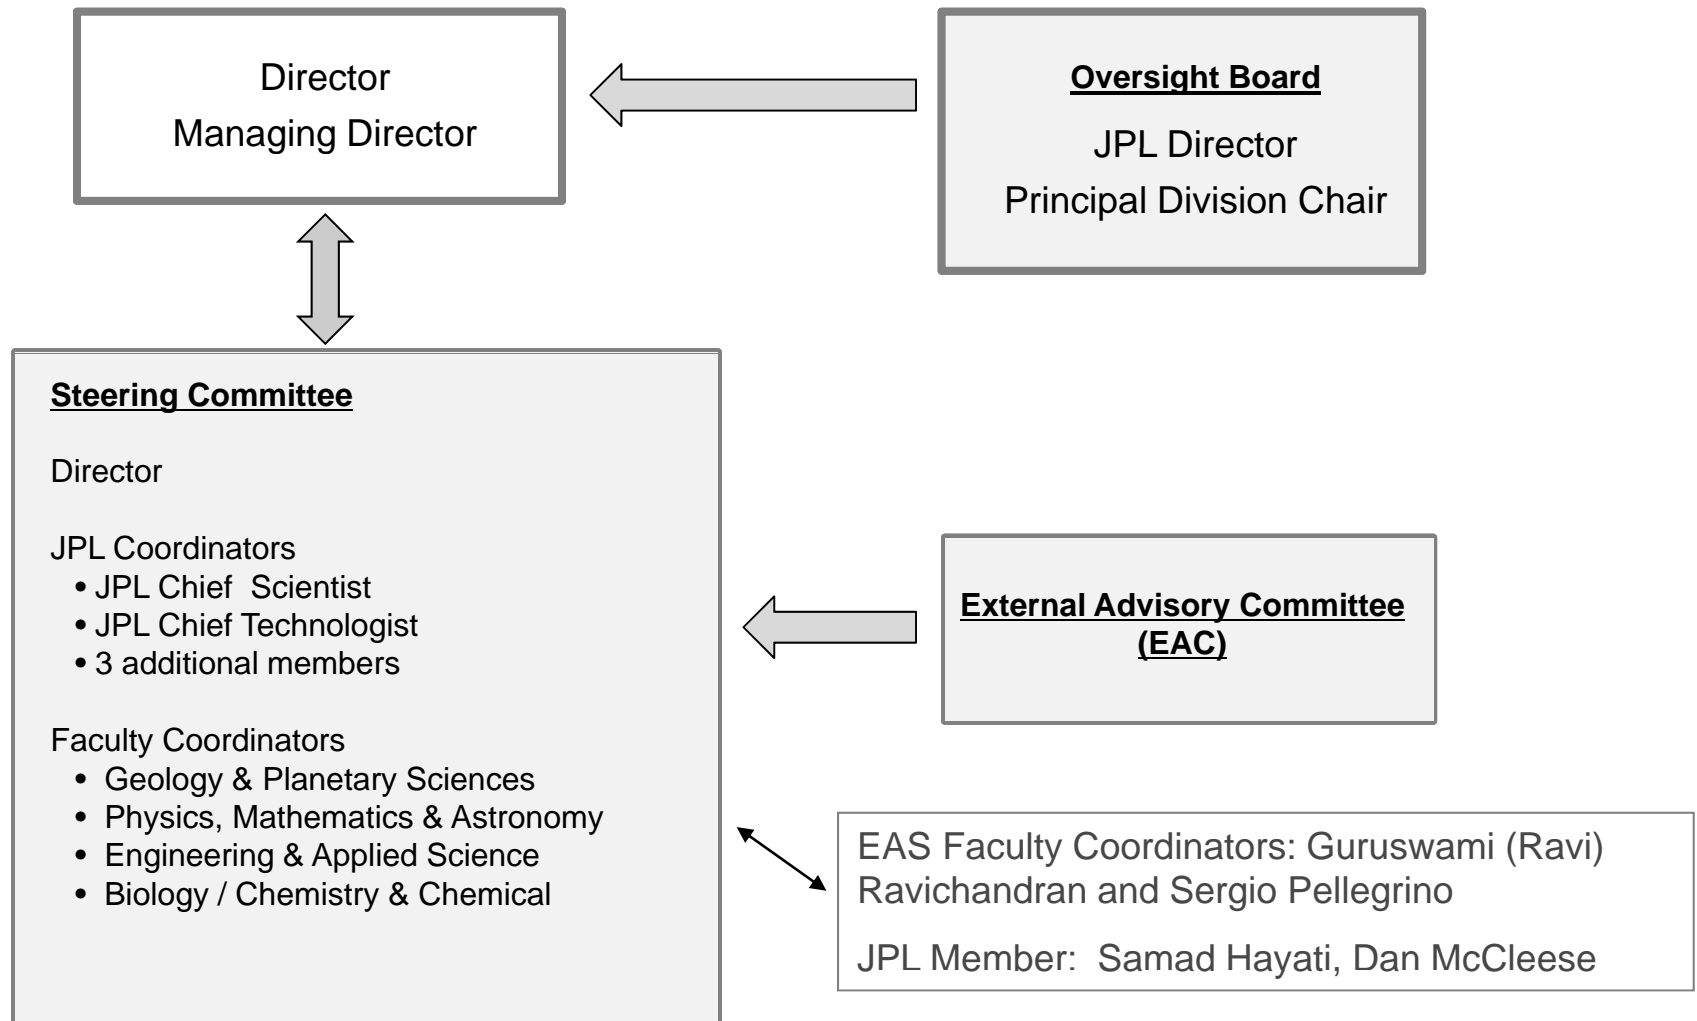 Director
Managing Director
Oversight Board
JPL Director
Principal Division Chair
Steering Committee
Director
JPL Coordinators
• JPL Chief  Scientist
• JPL Chief Technologist
• 3 additional members
Faculty Coordinators
• Geology & Planetary Sciences
• Physics, Mathematics & Astronomy
• Engineering & Applied Science
• Biology / Chemistry & Chemical
External Advisory Committee
(EAC)
EAS Faculty Coordinators: Guruswami (Ravi)
Ravichandran and Sergio Pellegrino
JPL Member:  Samad Hayati, Dan McCleese